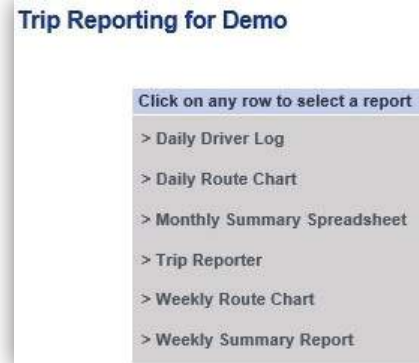 Trip Reporting for Demo
Click on any row to select a report
> Daily Driver Log
> Daily Route Chart
> Monthly Summary Spreadsheet
> Trip Reporter
> Weekly Route Chart
> Weekly Summary Report